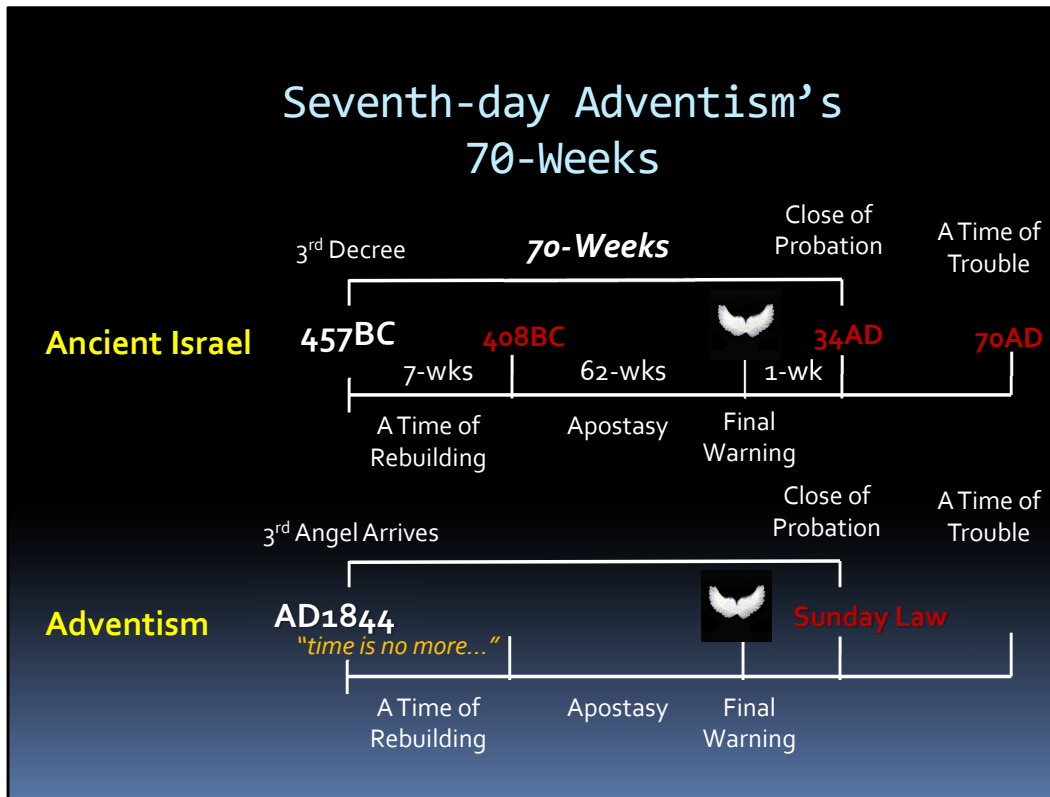 Seventh-day Adventism’s
70-Weeks
3rd Decree
70-Weeks
Close of
Probation
A Time of
Trouble
Ancient Israel
457BC
408BC
34AD
70AD
7-wks
62-wks
1-wk
A Time of
Rebuilding
Apostasy
Final
Warning
3rd Angel Arrives
Close of
Probation
A Time of
Trouble
Adventism
AD1844
Sunday Law
“time is no more…”
A Time of
Rebuilding
Apostasy
Final
Warning